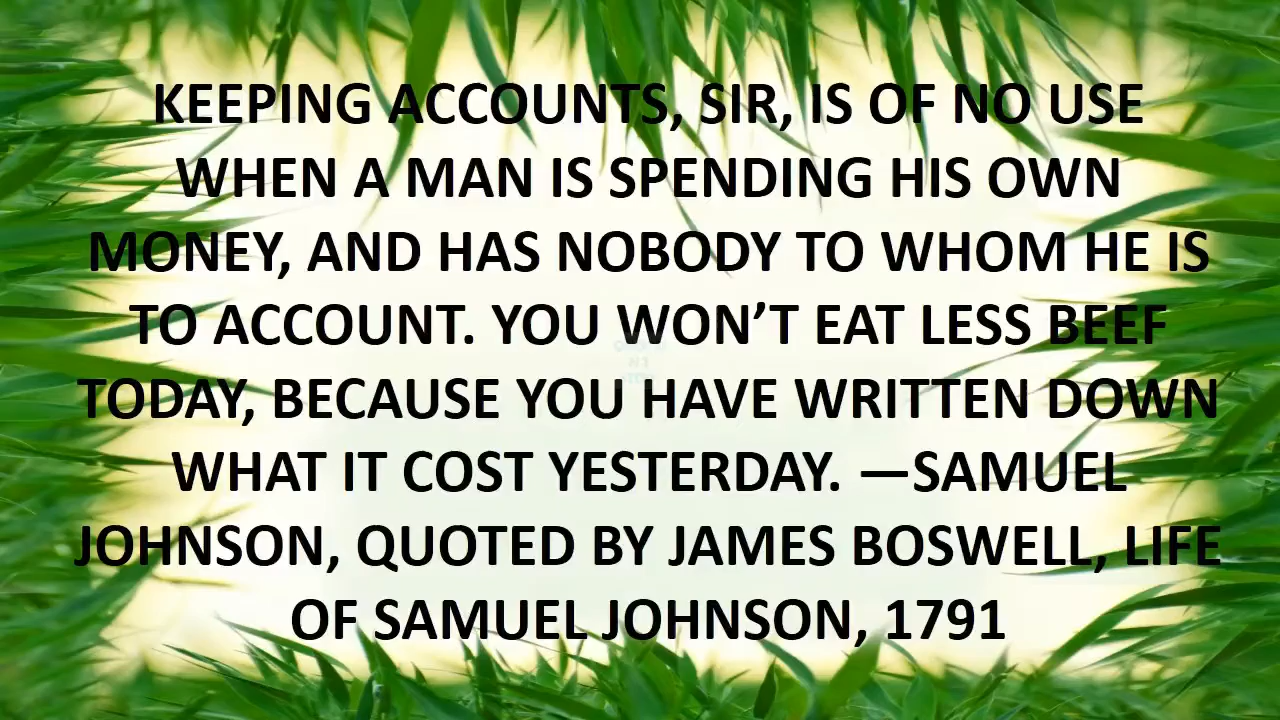 KEEPING ACCOUNTS, SIR, IS OF NO USE
WHEN A MAN IS SPENDING HIS OWN
MONEY, AND HAS NOBODY TO WHOM HE IS
TO ACCOUNT. YOU WON’T EAT LESS BEEF
TODAY, BECAUSE YOU HAVE WRITTEN DOWN
WHAT IT COST YESTERDAY. —SAMUEL
JOHNSON, QUOTED BY JAMES BOSWELL, LIFE
OF SAMUEL JOHNSON, 1791